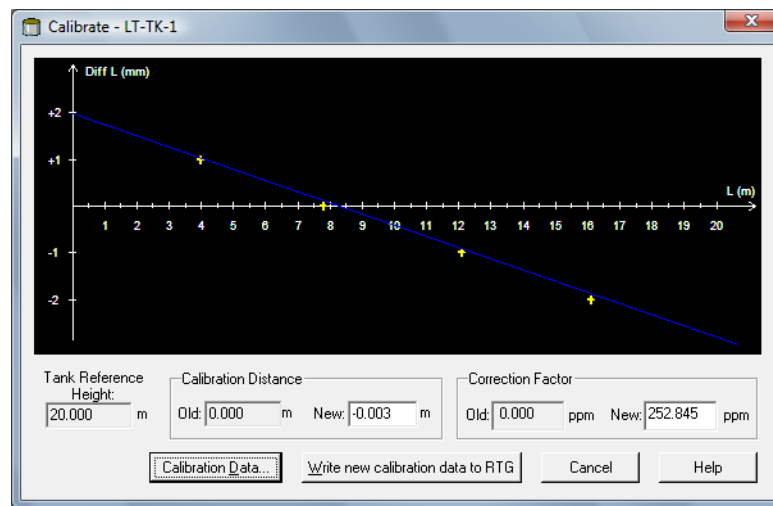 Calibrate - LT-TK-1
Diff L (mm)
+2
+1
L (m)
1 2 3 4 5 6 7 8 9 10 11 12 13 14 15 16 17 18 19 20
-1
-2
Tank Reference
Height:
20.000 m
Calibration Distance
Old: 0.000 m New: -0.003 m
Correction Factor
Old: 0.000 ppm New: 252.845 ppm
Calibration Data... Write new calibration data to RTG Cancel Help